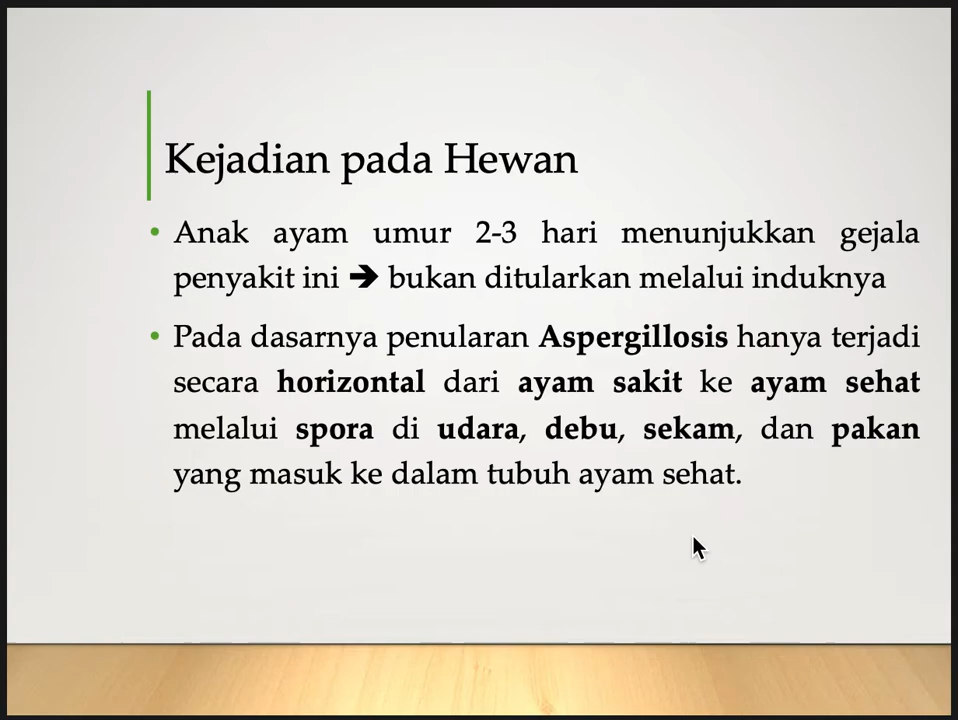 Kejadian pada Hewan
• Anak ayam umur 2-3 hari menunjukkan gejala
penyakit ini ➔ bukan ditularkan melalui induknya
• Pada dasarnya penularan Aspergillosis hanya terjadi
secara horizontal dari ayam sakit ke ayam sehat
melalui spora di udara, debu, sekam, dan pakan
yang masuk ke dalam tubuh ayam sehat.